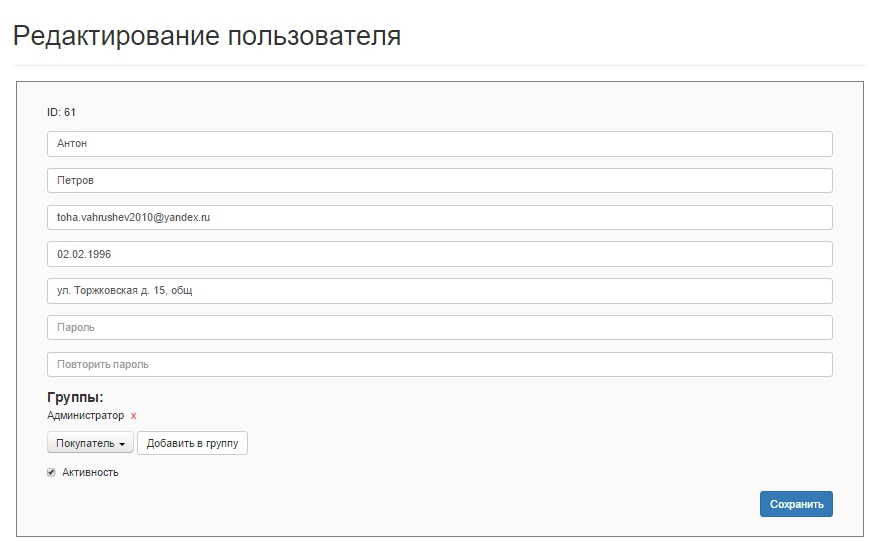 Редактирование пользователя
ID: 61
Антон
Петров
toha.vahrushev2010@yandex.ru
02.02.1996
ул. Торжковская д. 15, общ
Пароль
Повторить пароль
Группы:
Администратор x
Покупатель Добавить в группу
Активность
Сохранить